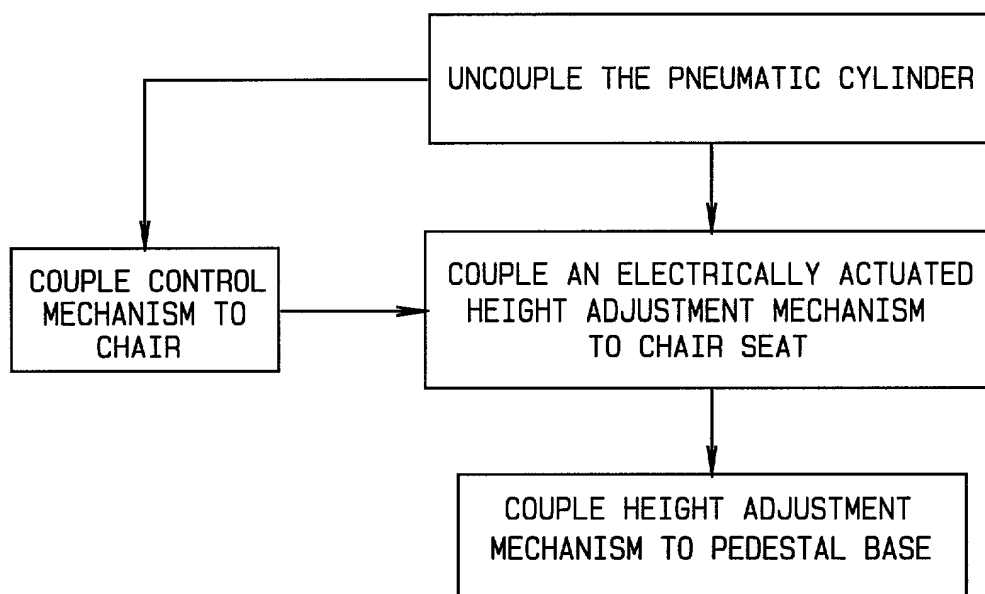 UNCOUPLE THE PNEUMATIC CYLINDER
COUPLE CONTROL
MECHANISM TO
CHAIR
COUPLE AN ELECTRICALLY ACTUATED
HEIGHT ADJUSTMENT MECHANISM
TO CHAIR SEAT
COUPLE HEIGHT ADJUSTMENT
MECHANISM TO PEDESTAL BASE